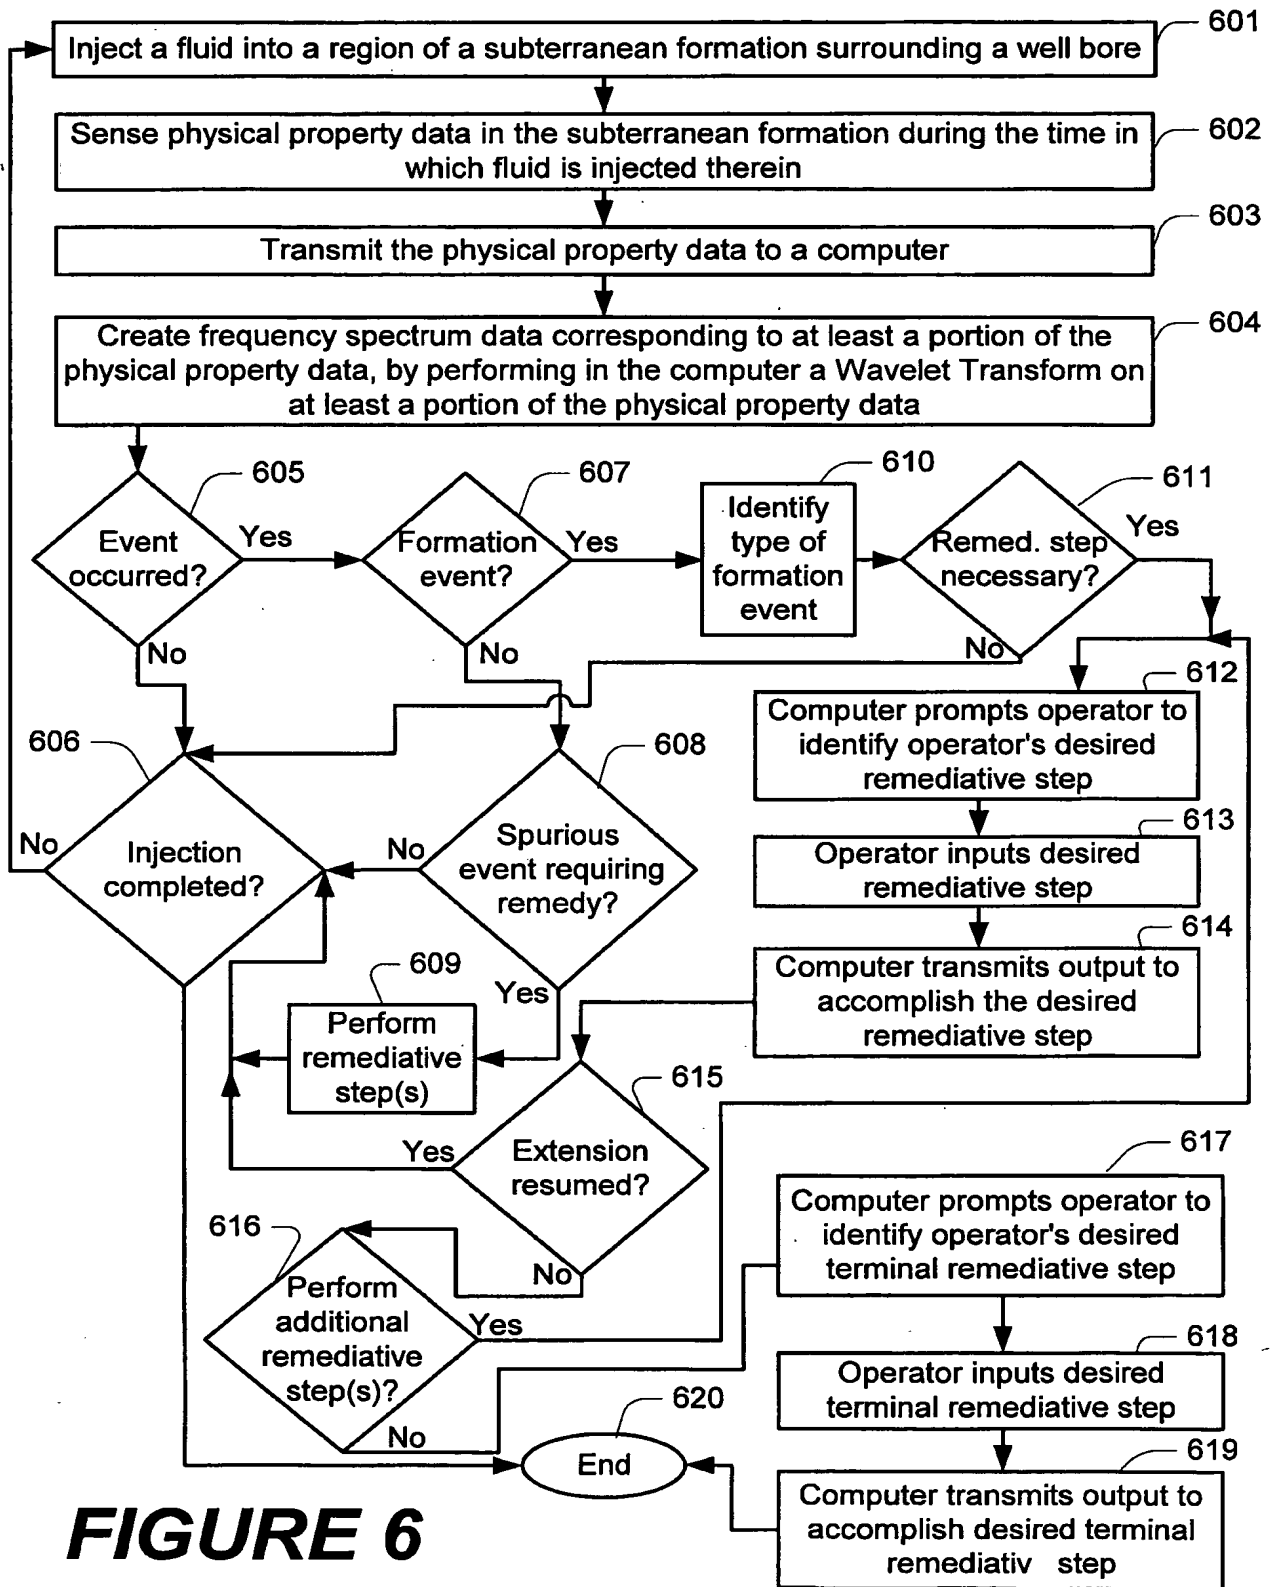 601
Inject a fluid into a region of a subterranean formation surrounding a well bore
602
Sense physical property data in the subterranean formation during the time in
which fluid is injected therein
603
Transmit the physical property data to a computer
604
Create frequency spectrum data corresponding to at least a portion of the
physical property data, by performing in the computer a Wavelet Transform on
at least a portion of the physical property data
605
Event
occurred?
Yes
No
607
Formation
event?
Yes
No
610
Identify
type of
formation
event
611
Remed. step
necessary?
Yes
No
606
Injection
completed?
No
608
Spurious
event requiring
remedy?
No
Yes
609
Perform
remediative
step(s)
612
Computer prompts operator to
identify operator's desired
remediative step
613
Operator inputs desired
remediative step
614
Computer transmits output to
accomplish the desired
remediative step
615
Extension
resumed?
Yes
No
616
Perform
additional
remediative
step(s)?
Yes
No
617
Computer prompts operator to
identify operator's desired
terminal remediative step
618
Operator inputs desired
terminal remediative step
619
Computer transmits output to
accomplish desired terminal
remediativ step
620
End
FIGURE 6